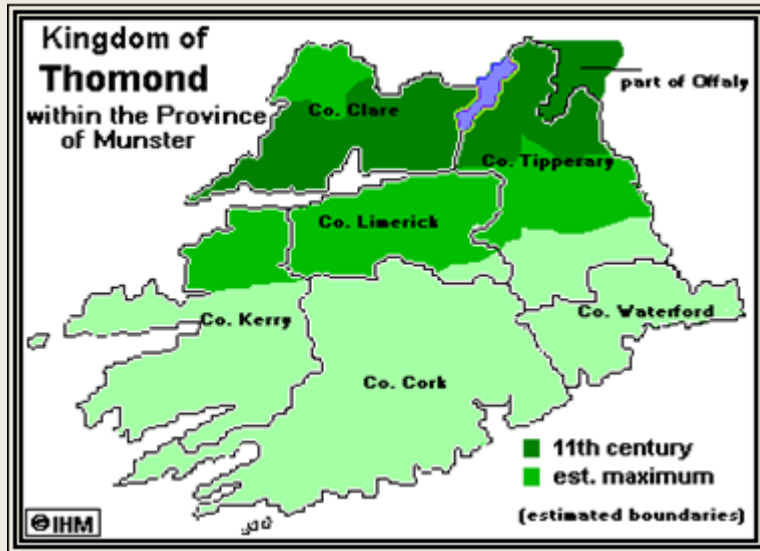 Kingdom of
Thomond
within the Province
of Munster
part of Offaly
Co. Clare
Co. Tipperary
Co. Limerick
Co. Kerry
Co. Waterford
Co. Cork
11th century
est. maximum
(estimated boundaries)
©IHM